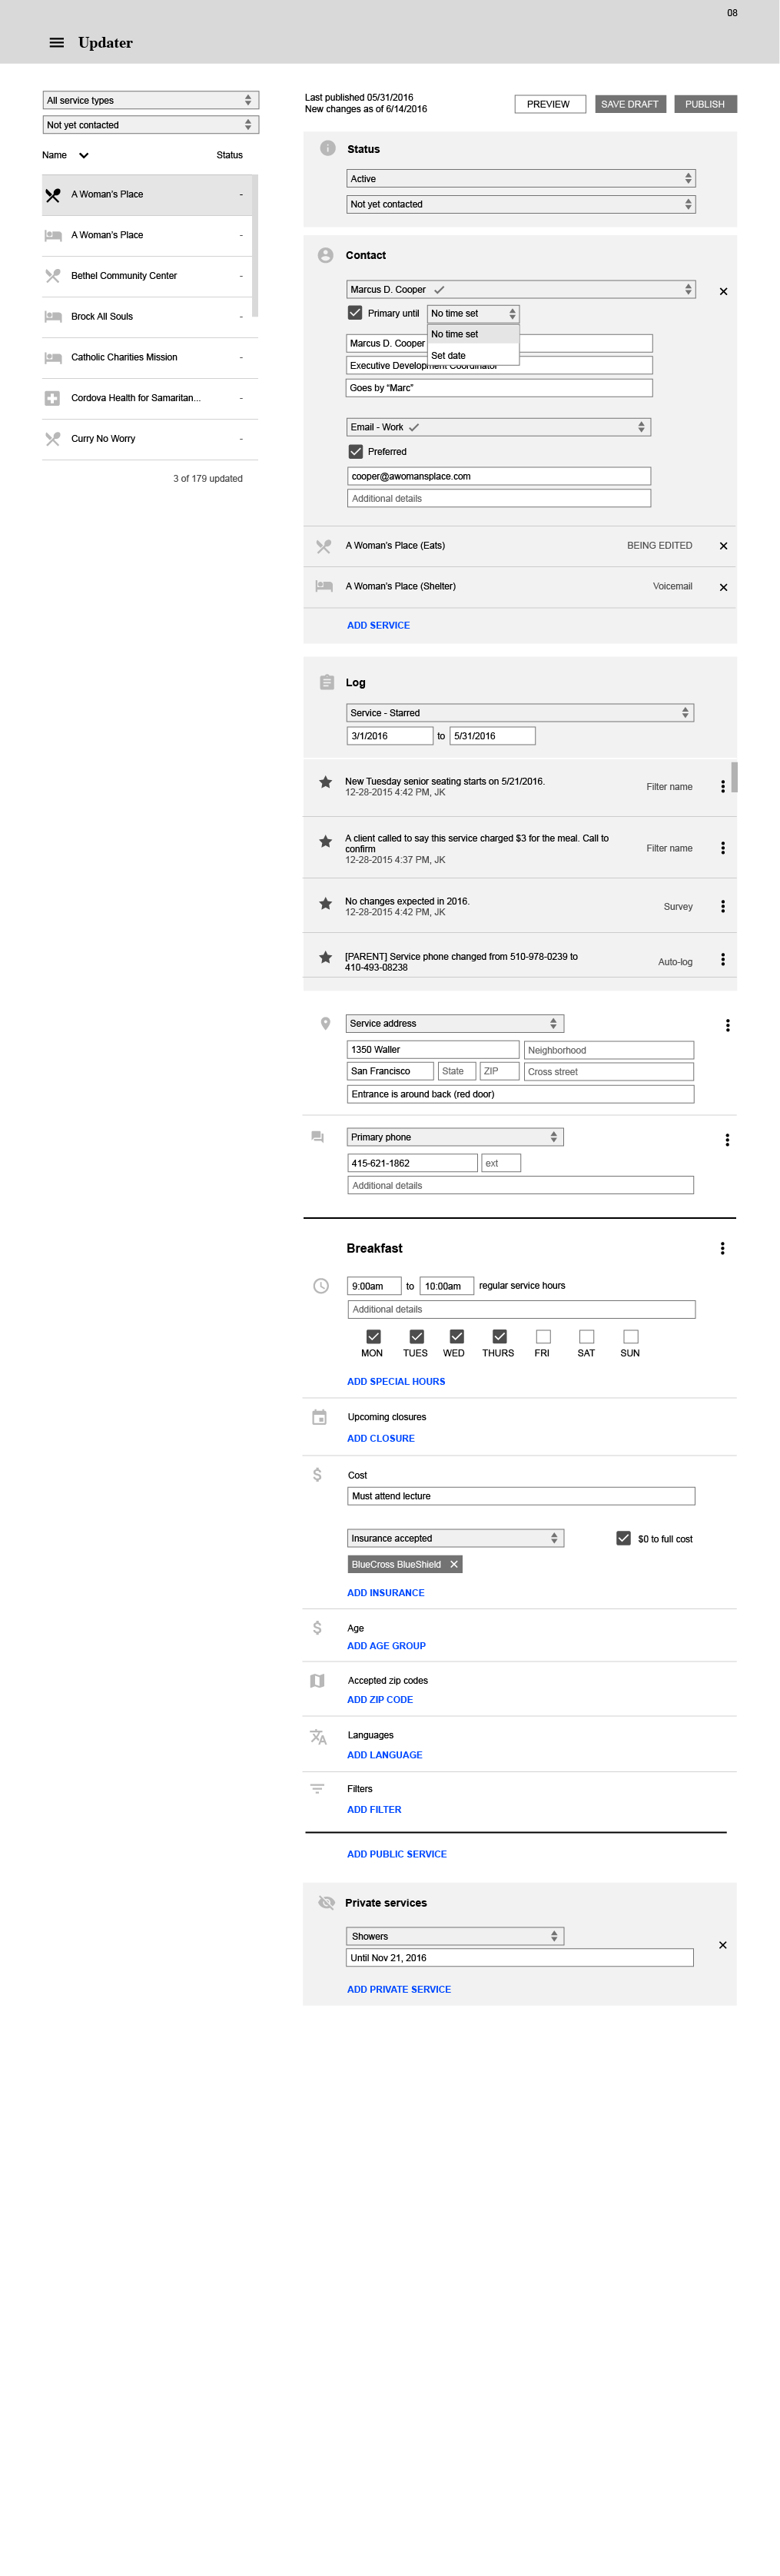 08
Updater
All service types
Not yet contacted
Name Status
A Woman's Place -
A Woman's Place -
Bethel Community Center -
Brock All Souls -
Catholic Charities Mission -
Cordova Health for Samaritan... -
Curry No Worry -
3 of 179 updated
Last published 05/31/2016
New changes as of 6/14/2016
PREVIEW SAVE DRAFT PUBLISH
Status
Active
Not yet contacted
Contact
Marcus D. Cooper
Primary until No time set
No time set
Set date
Marcus D. Cooper
Executive Development Coordinator
Goes by “Marc”
Email - Work
Preferred
cooper@awomansplace.com
Additional details
A Woman's Place (Eats) BEING EDITED
A Woman's Place (Shelter) Voicemail
ADD SERVICE
Log
Service - Starred
3/1/2016 to 5/31/2016
New Tuesday senior seating starts on 5/21/2016.
12-28-2015 4:42 PM, JK
Filter name
A client called to say this service charged $3 for the meal. Call to
confirm
12-28-2015 4:37 PM, JK
Filter name
No changes expected in 2016.
12-28-2015 4:42 PM, JK
Survey
[PARENT] Service phone changed from 510-978-0239 to
410-493-08238
Auto-log
Service address
1350 Waller Neighborhood
San Francisco State ZIP Cross street
Entrance is around back (red door)
Primary phone
415-621-1862 ext
Additional details
Breakfast
9:00am to 10:00am regular service hours
Additional details
MON TUES WED THURS FRI SAT SUN
ADD SPECIAL HOURS
Upcoming closures
ADD CLOSURE
Cost
Must attend lecture
Insurance accepted $0 to full cost
BlueCross BlueShield
ADD INSURANCE
Age
ADD AGE GROUP
Accepted zip codes
ADD ZIP CODE
Languages
ADD LANGUAGE
Filters
ADD FILTER
ADD PUBLIC SERVICE
Private services
Showers
Until Nov 21, 2016
ADD PRIVATE SERVICE